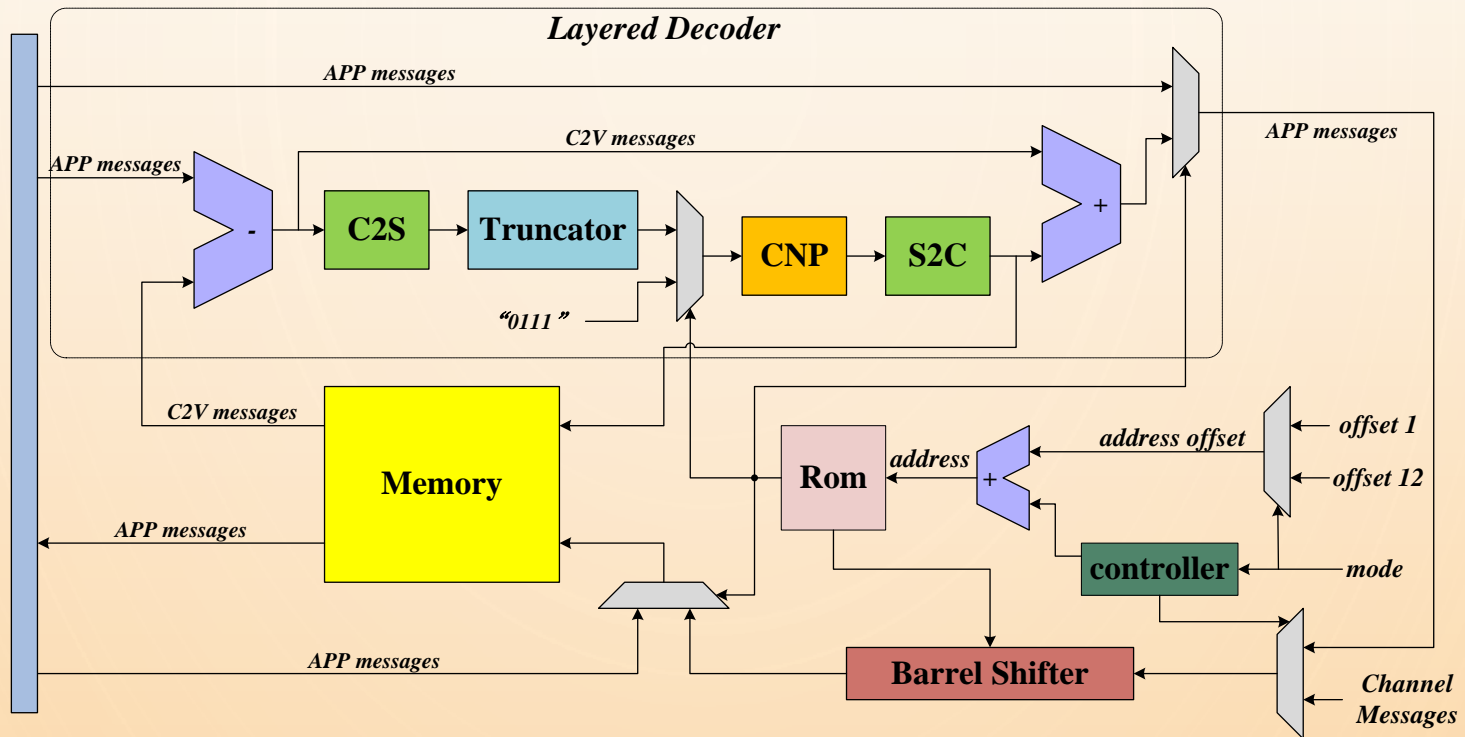 Layered Decoder
APP messages
APP messages
C2V messages
APP messages
-
C2S
Truncator
CNP
S2C
+
“0111”
C2V messages
Memory
APP messages
Rom
address
+
address offset
offset 1
offset 12
controller
mode
APP messages
Barrel Shifter
Channel
Messages